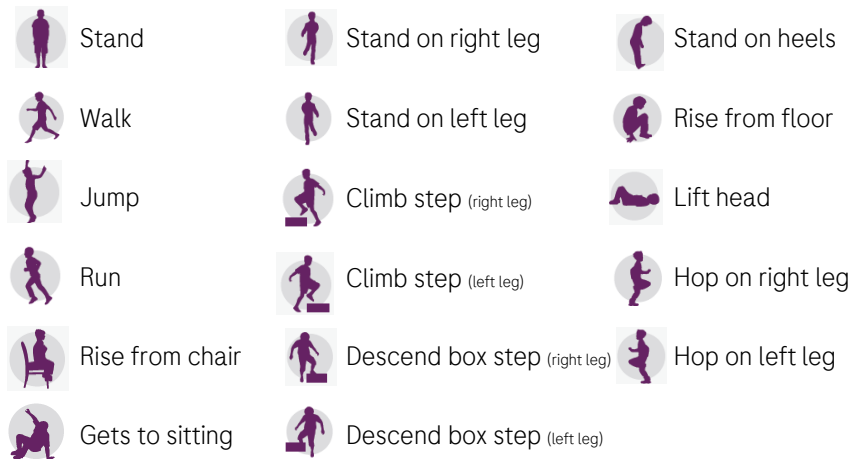 Stand
Walk
Jump
Run
Rise from chair
Gets to sitting
Stand on right leg
Stand on left leg
Climb step (right leg)
Climb step (left leg)
Descend box step (right leg)
Descend box step (left leg)
Stand on heels
Rise from floor
Lift head
Hop on right leg
Hop on left leg